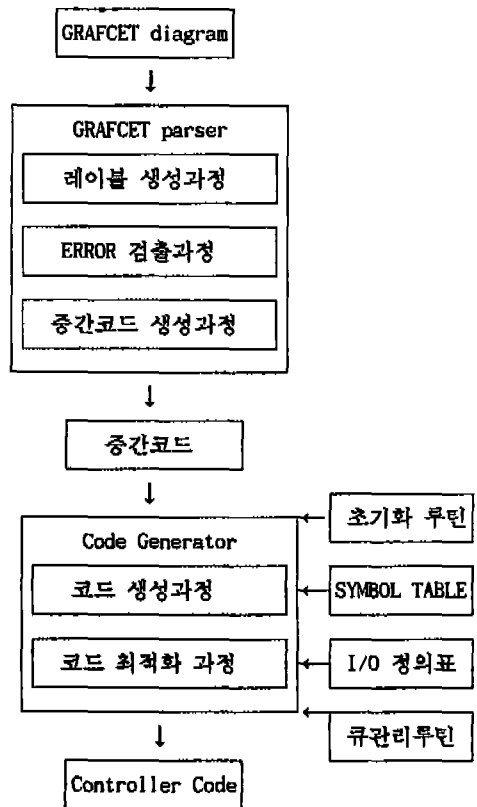 GRAFCET diagram
GRAFCET parser
레이블 생성과정
ERROR 검출과정
중간코드 생성과정
중간코드
Code Generator
초기화 루틴
코드 생성과정
SYMBOL TABLE
코드 최적화 과정
I/O 정의표
큐관리루틴
Controller Code